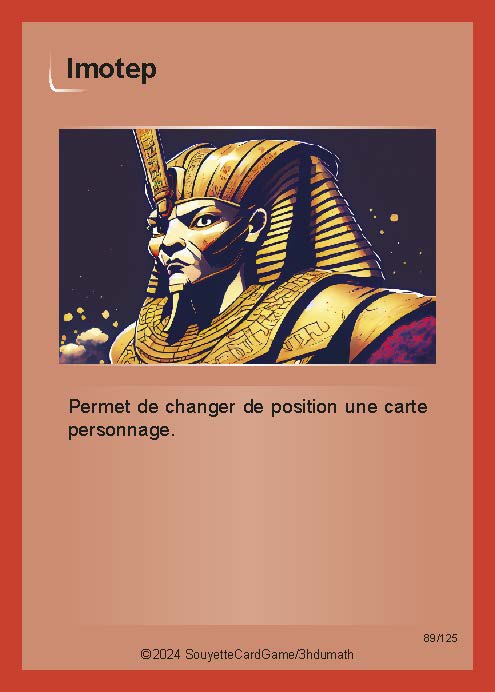 Imotep
Permet de changer de position une carte
personnage.
89/125
©2024 SouyetteCardGame/3hdumath